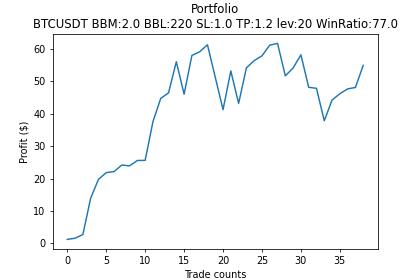 Portfolio
BTCUSDT BBM:2.0 BBL:220 SL:1.0 TP:1.2 lev:20 WinRatio:77.0
60
50
40
30
20
10
0
Profit ($)
0 5 10 15 20 25 30 35
Trade counts